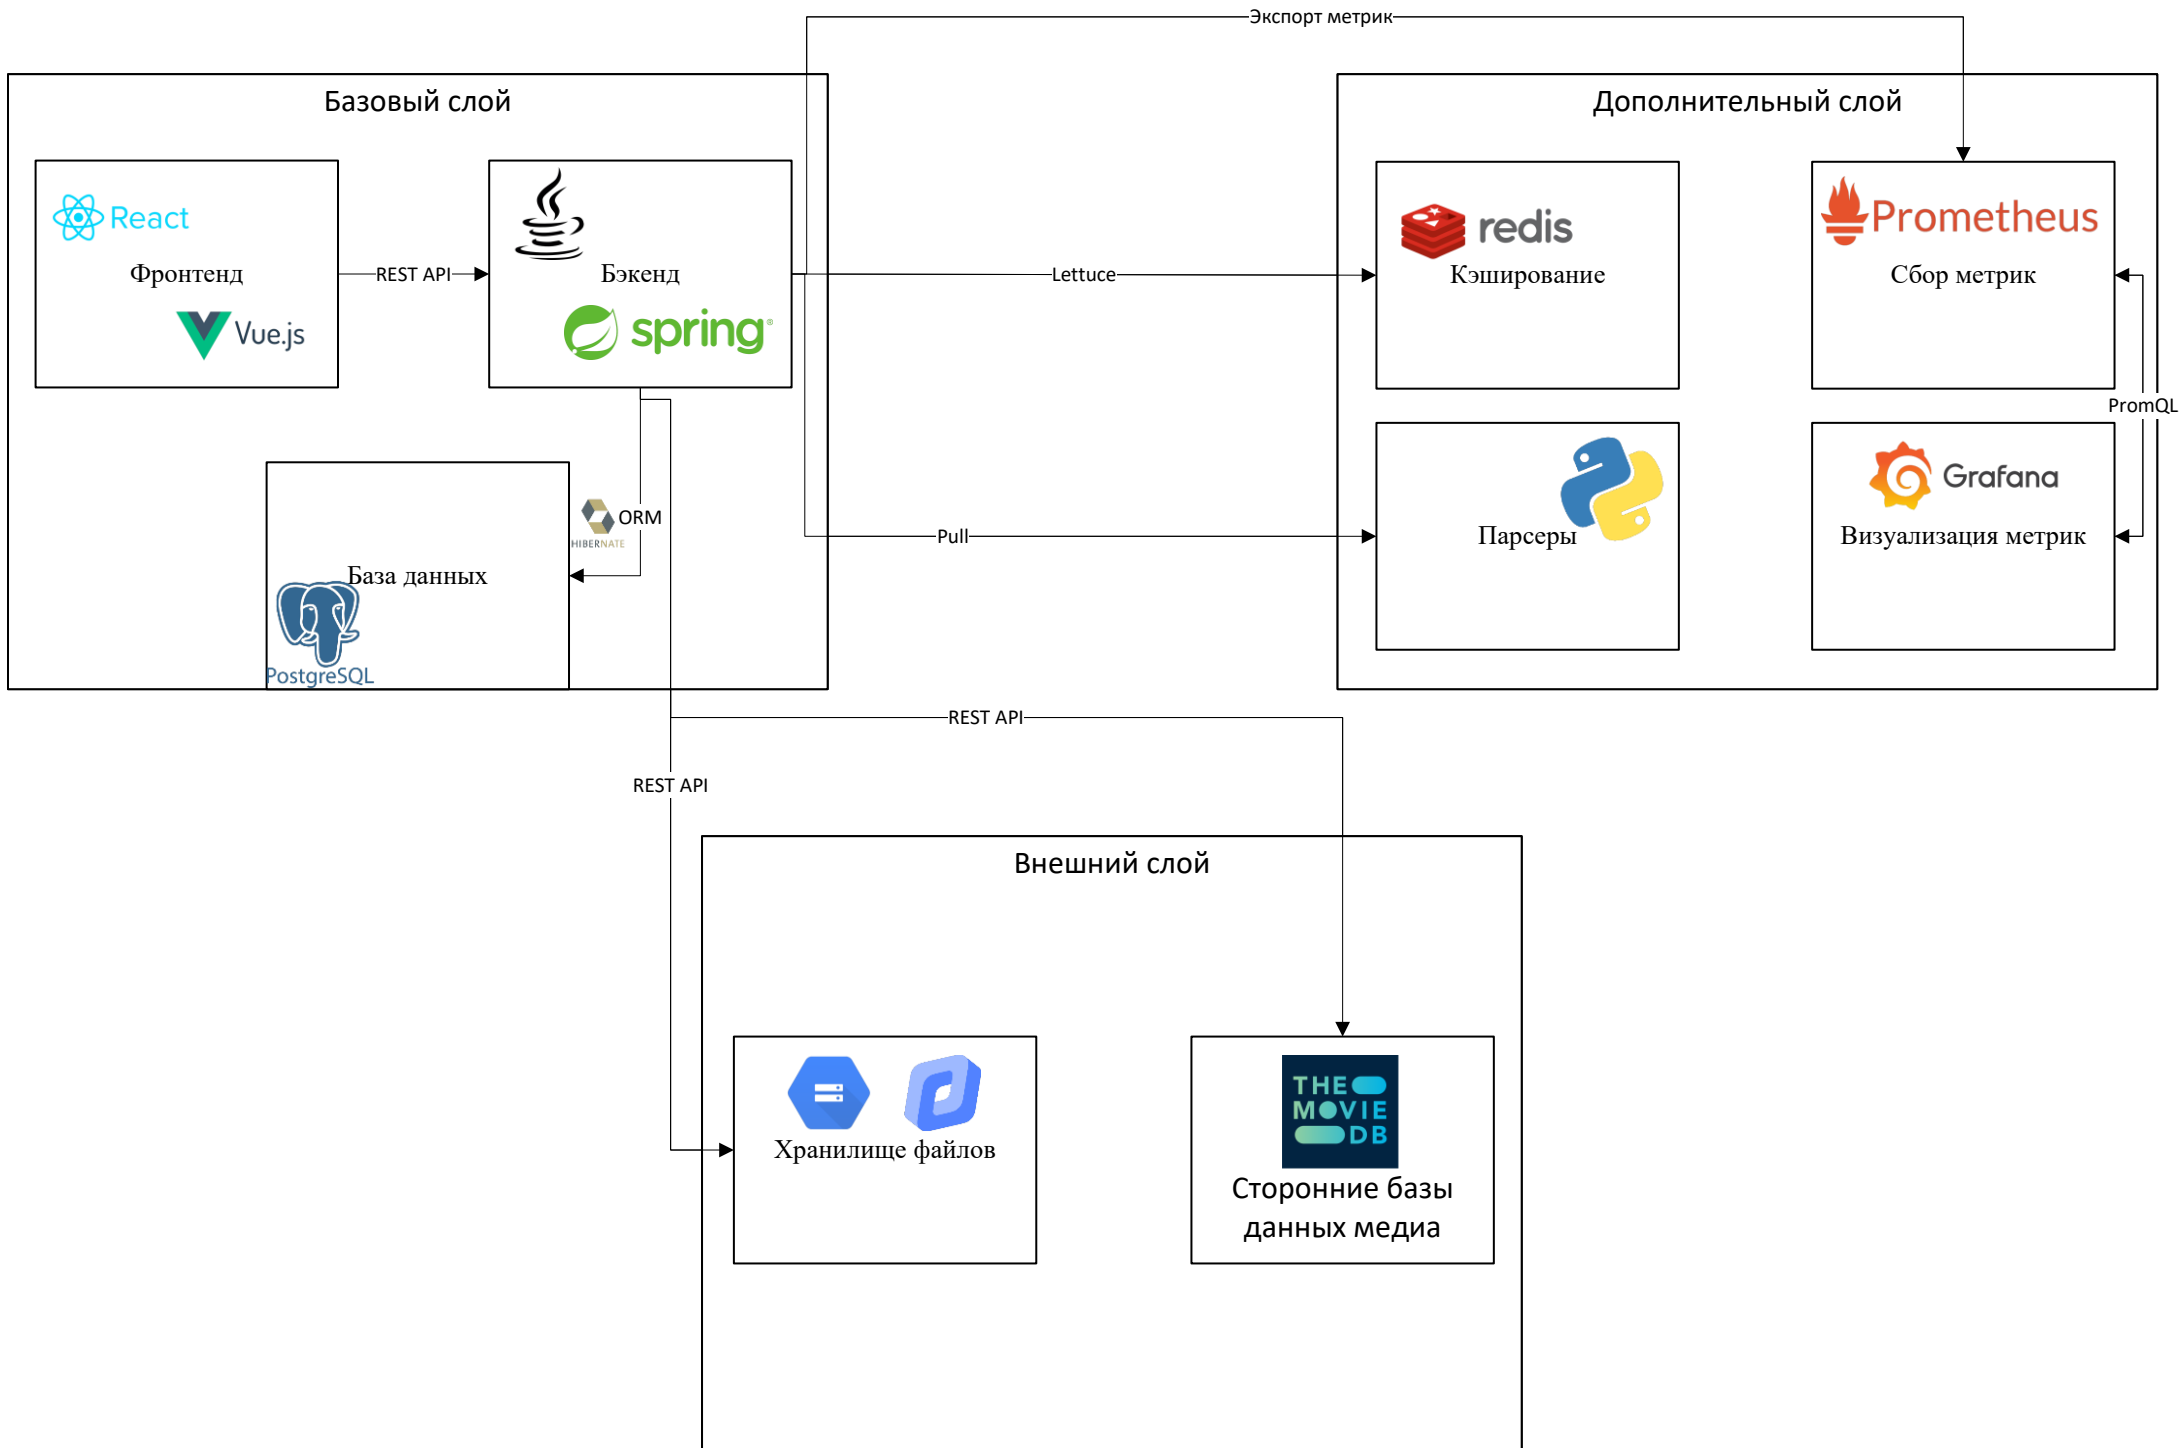 Экспорт метрик
Базовый слой
React
Фронтенд
Vue.js
REST API
Бэкенд
spring
HIBERNATE
ORM
База данных
PostgreSQL
Lettuce
Pull
Дополнительный слой
redis
Кэширование
Prometheus
Сбор метрик
PromQL
Парсеры
Grafana
Визуализация метрик
REST API
REST API
Внешний слой
Хранилище файлов
THE
MOVIE
DB
Сторонние базы
данных медиа